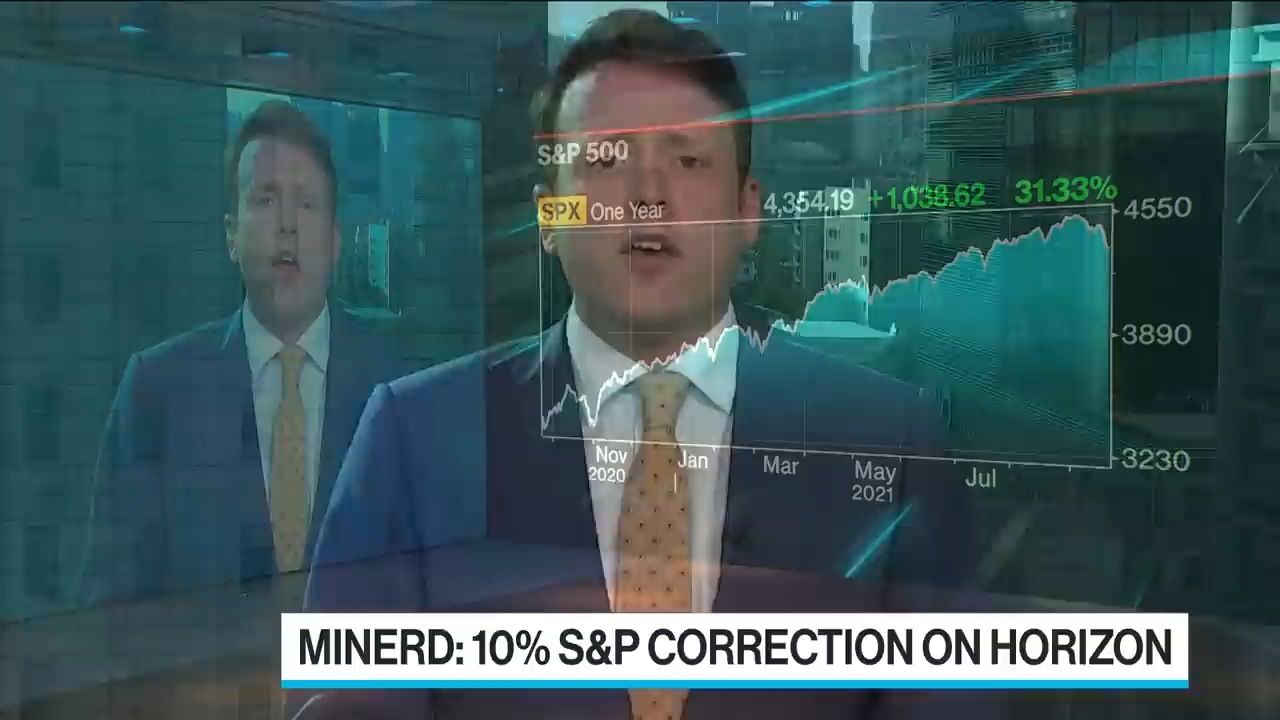 S&P 500
SPX One Year 4,354.19 +1,038.62 31.33%
4550
3890
3230
Nov Jan Mar May Jul
2020 2021
MINERD: 10% S&P CORRECTION ON HORIZON